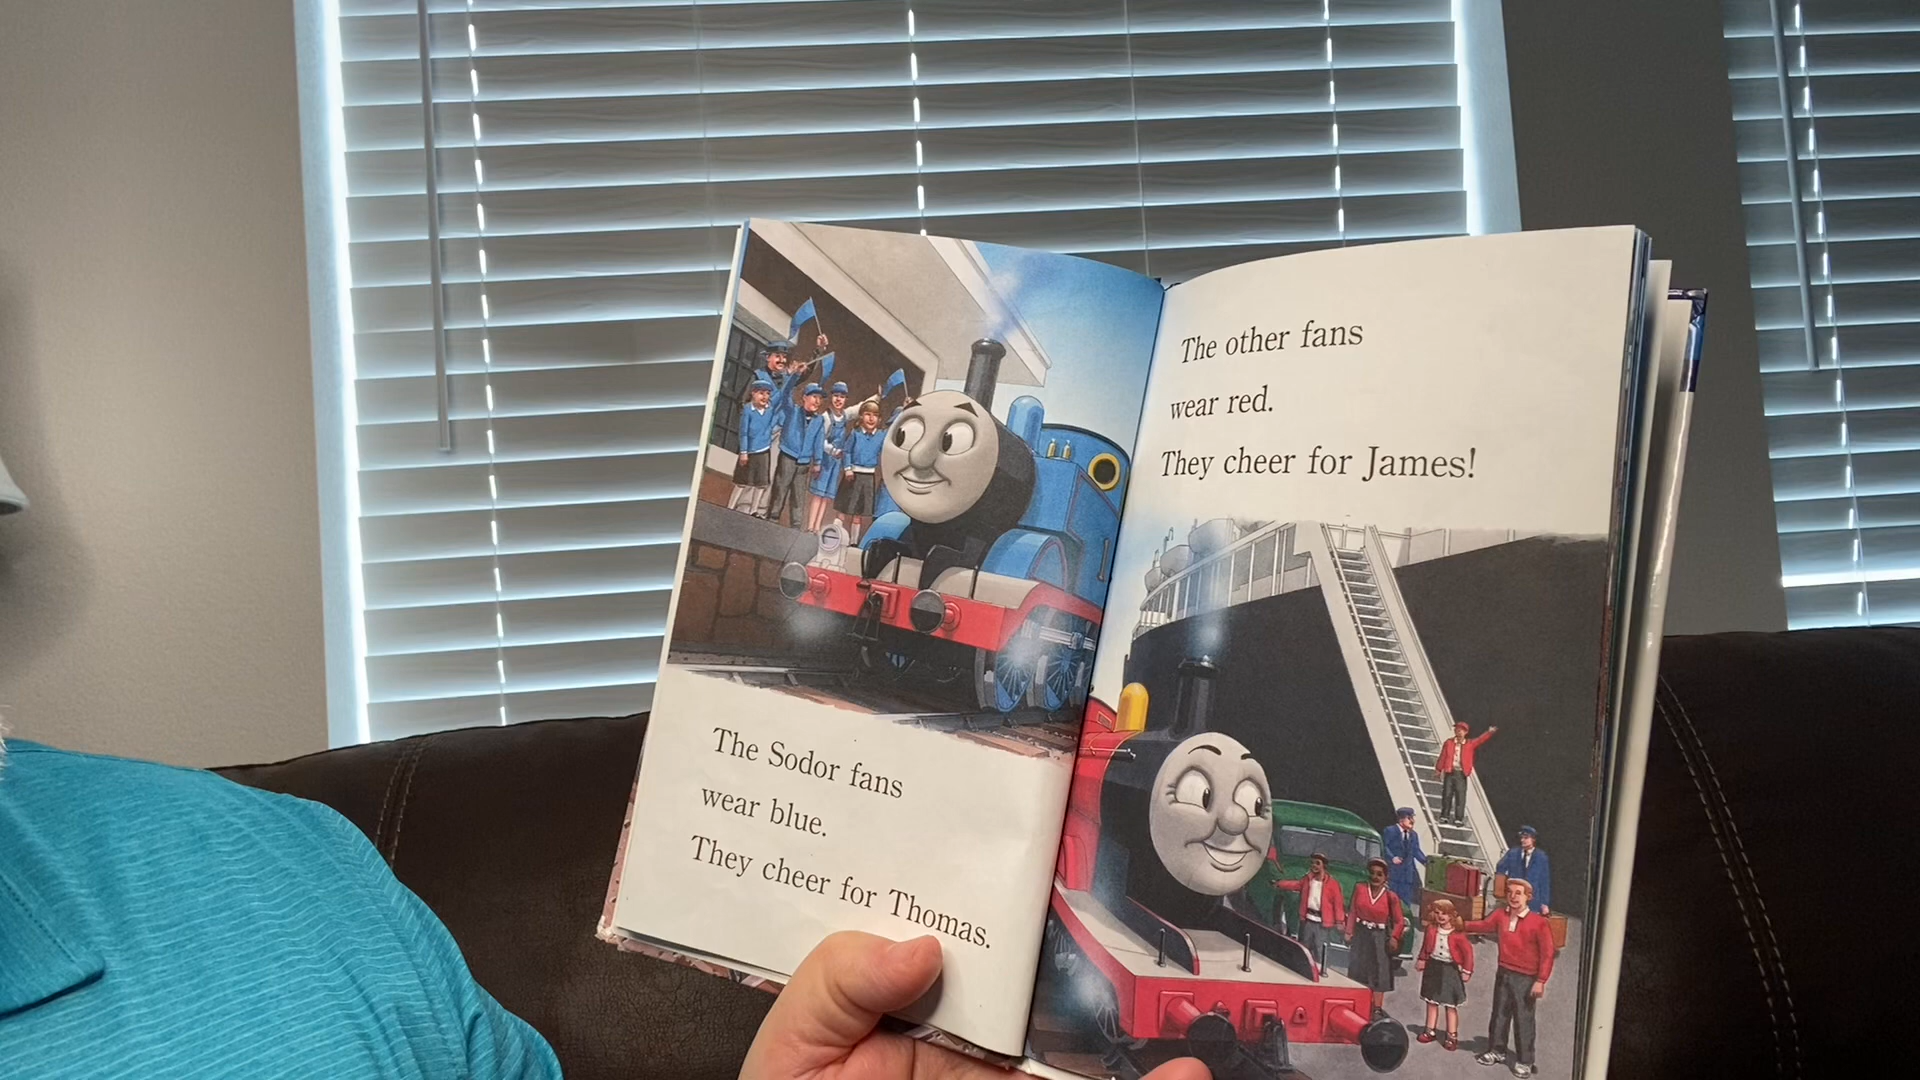 The Sodor fans
wear blue.
They cheer for Thomas.
The other fans
wear red.
They cheer for James!